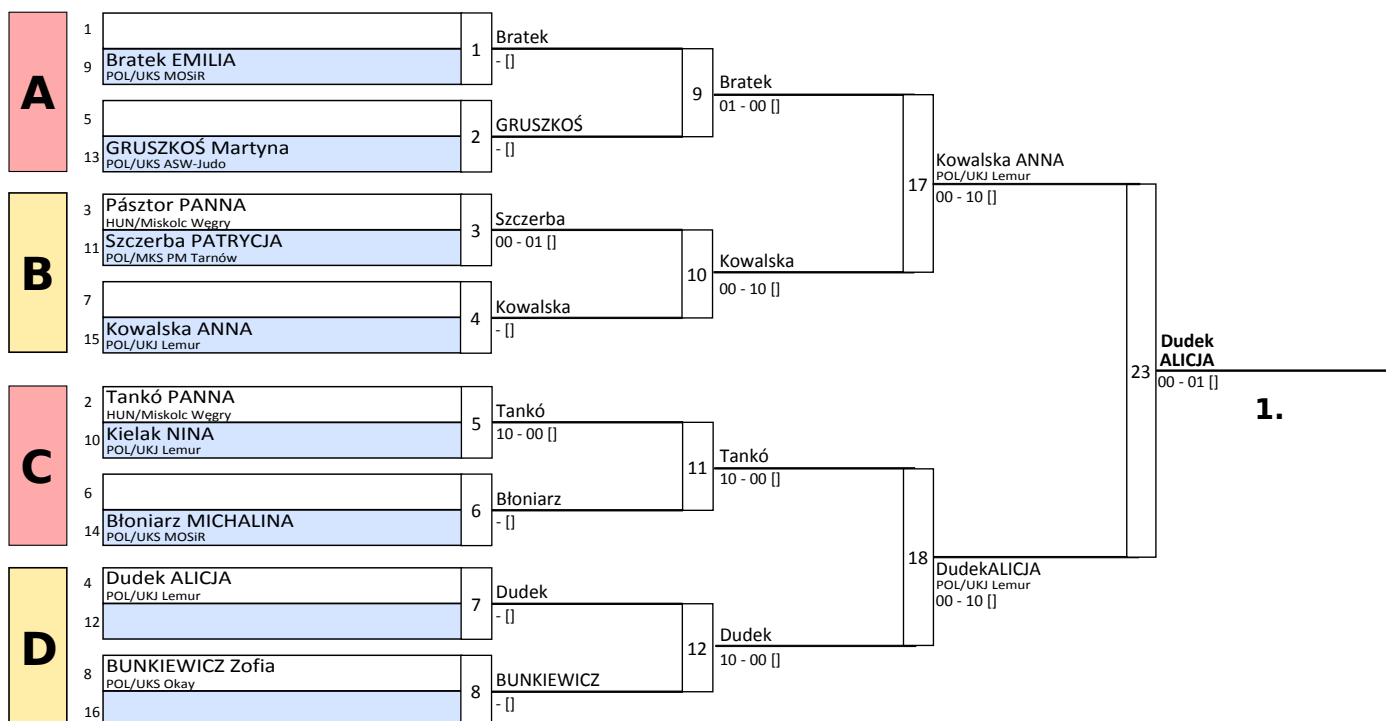 A
1
9
Bratek EMILIA
POL/UKS MOSiR
1
Bratek
- []
5
13
GRUSZKOŚ Martyna
POL/UKS ASW-Judo
2
GRUSZKOŚ
- []
9
Bratek
01 - 00 []
B
3
Pásztor PANNA
HUN/Miskolc Węgry
11
Szczerba PATRYCJA
POL/MKS PM Tarnów
3
Szczerba
00 - 01 []
7
15
Kowalska ANNA
POL/UKJ Lemur
4
Kowalska
- []
10
Kowalska
00 - 10 []
17
Kowalska ANNA
POL/UKJ Lemur
00 - 10 []
C
2
Tankó PANNA
HUN/Miskolc Węgry
10
Kielak NINA
POL/UKJ Lemur
5
Tankó
10 - 00 []
6
14
Błoniarz MICHALINA
POL/UKS MOSiR
6
Błoniarz
- []
11
Tankó
10 - 00 []
D
4
Dudek ALICJA
POL/UKJ Lemur
12
7
Dudek
- []
8
BUNKIEWICZ Zofia
POL/UKS Okay
16
8
BUNKIEWICZ
- []
12
Dudek
10 - 00 []
18
DudekALICJA
POL/UKJ Lemur
00 - 10 []
23
Dudek
ALICJA
00 - 01 []
1.